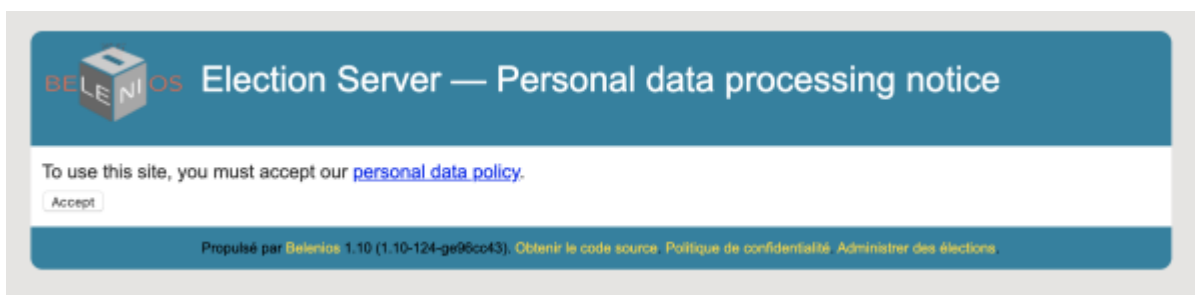 BELENIOS Election Server — Personal data processing notice
To use this site, you must accept our personal data policy.
Accept
Propulsé par Belenios 1.10 (1.10-124-ge96cc43). Obtenir le code source. Politique de confidentialité. Administrer des élections.